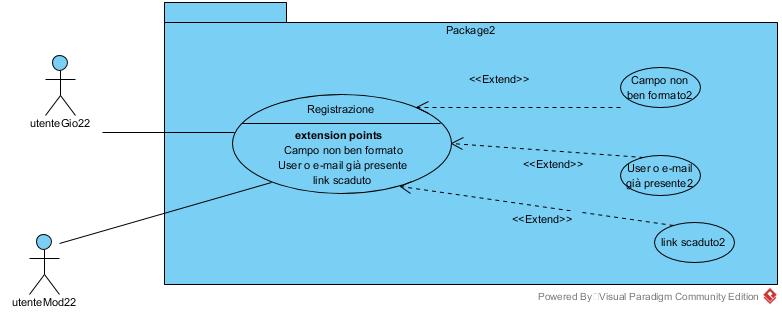 Package2
<<Extend>>
Campo non
ben formato2
Registrazione
utenteGio22
extension points
Campo non ben formato
User o e-mail già presente
link scaduto
<<Extend>>
User o e-mail
già presente2
<<Extend>>
link scaduto2
utenteMod22
Powered By Visual Paradigm Community Edition